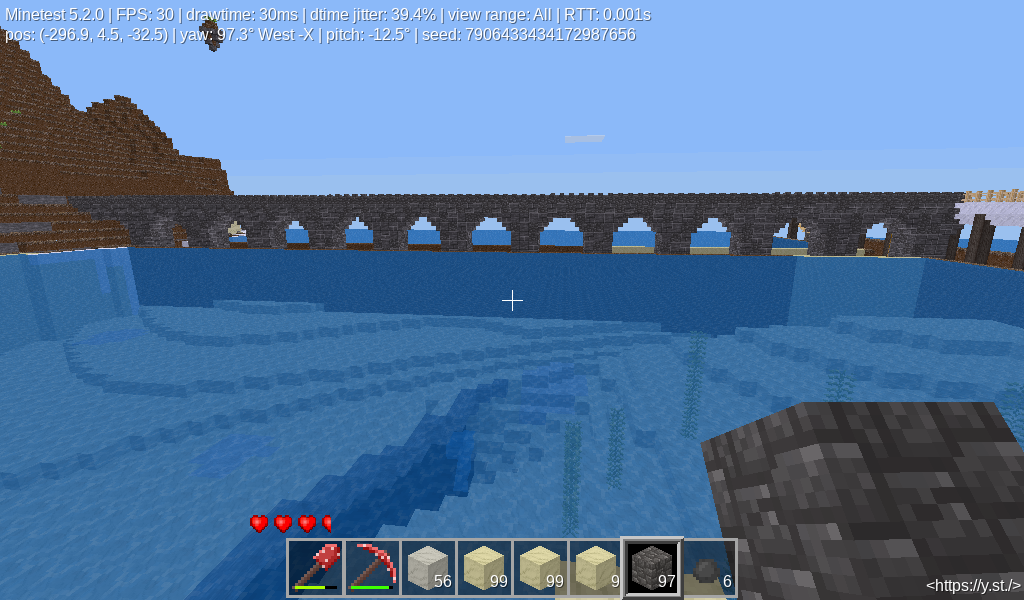 Minetest 5.2.0 | FPS: 30 | drawtime: 30ms | dtime jitter: 39.4% | view range: All | RTT: 0.001s
pos: (-296.9, 4.5, -32.5) | yaw: 97.3° West -X | pitch: -12.5° | seed: 7906433434172987656
56 99 99 9 97 6
<https://y.st./>